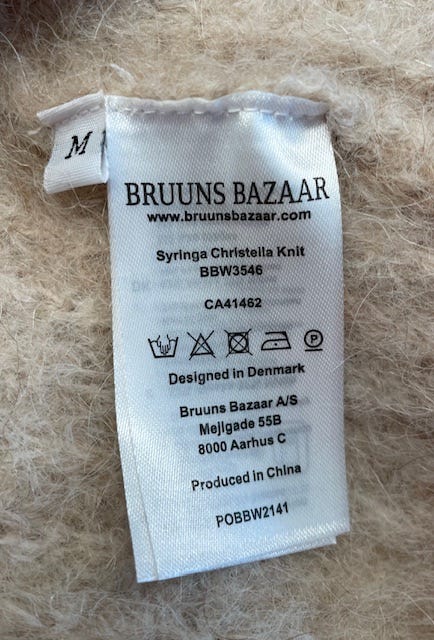 M
BRUUNS BAZAAR
www.bruunsbazaar.com
Syringa Christella Knit
BBW3546
CA41462
P
Designed in Denmark
Bruuns Bazaar A/S
Mejlgade 55B
8000 Aarhus C
Produced in China
POBBW2141